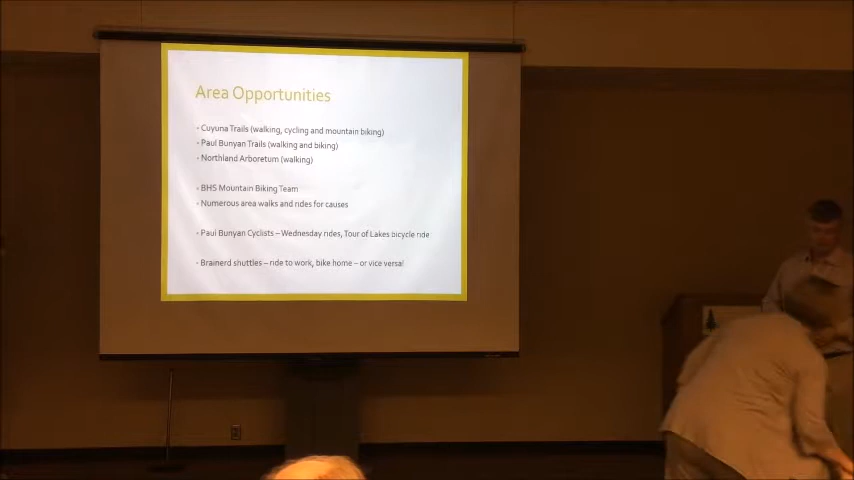 Area Opportunities
- Cuyuna Trails (walking, cycling and mountain biking)
- Paul Bunyan Trails (walking and biking)
- Northland Arboretum (walking)
- BHS Mountain Biking Team
- Numerous area walks and rides for causes
- Paul Bunyan Cyclists – Wednesday rides, Tour of Lakes bicycle ride
- Brainerd shuttles – ride to work, bike home – or vice versa!